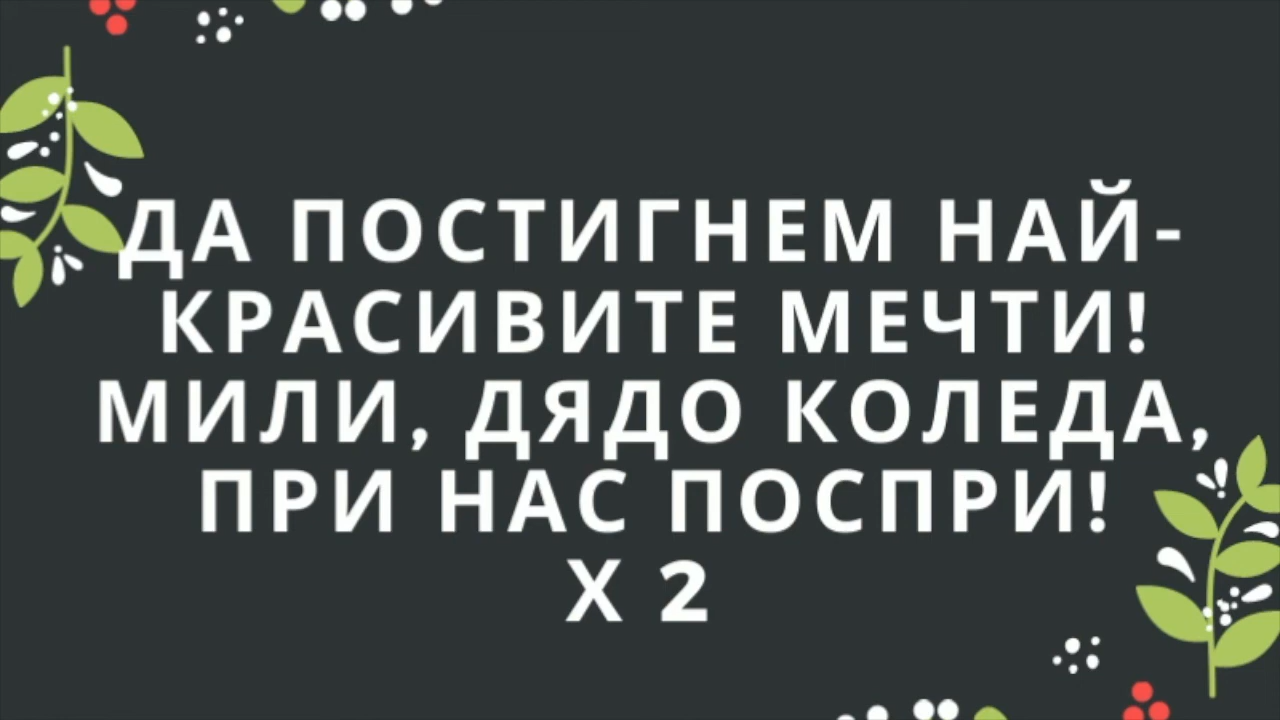 ДА ПОСТИГНЕМ НАЙ-
КРАСИВИТЕ МЕЧТИ!
МИЛИ, ДЯДО КОЛЕДА,
ПРИ НАС ПОСПРИ!
Х 2